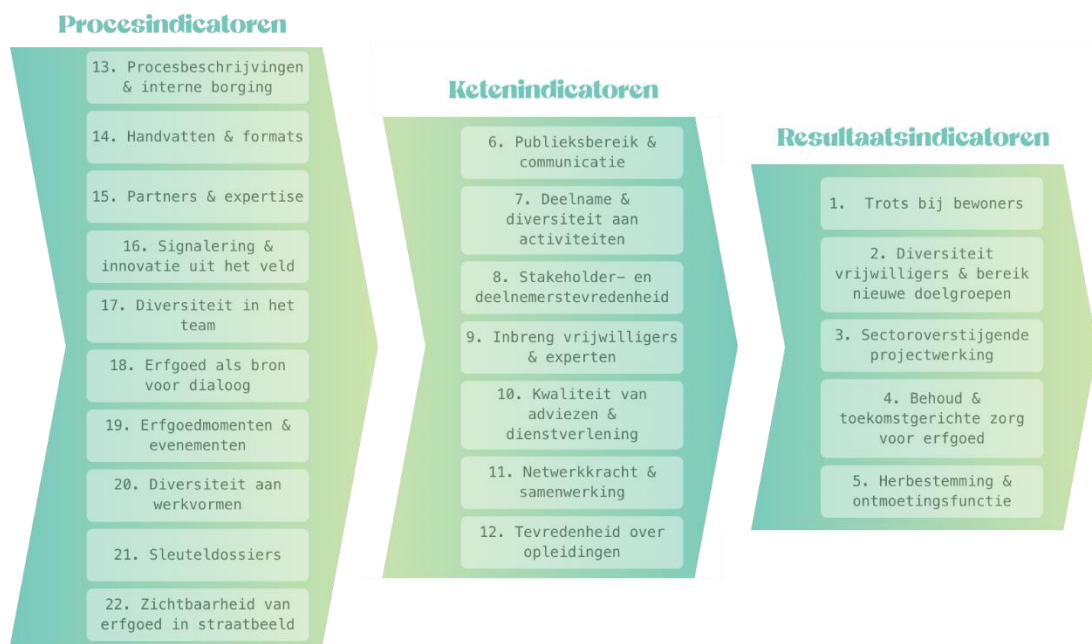 Procesindicatoren
13. Procesbeschrijvingen
& interne borging
14. Handvatten & formats
15. Partners & expertise
16. Signalering &
innovatie uit het veld
17. Diversiteit in het
team
18. Erfgoed als bron
voor dialoog
19. Erfgoedmomenten &
evenementen
20. Diversiteit aan
werkvormen
21. Sleuteldossiers
22. Zichtbaarheid van
erfgoed in straatbeeld
Ketenindicatoren
6. Publieksbereik &
communicatie
7. Deelname &
diversiteit aan
activiteiten
8. Stakeholder- en
deelnemerstevredenheid
9. Inbreng vrijwilligers
& experten
10. Kwaliteit van
adviezen &
dienstverlening
11. Netwerkkracht &
samenwerking
12. Tevredenheid over
opleidingen
Resultaatsindicatoren
1. Trots bij bewoners
2. Diversiteit
vrijwilligers & bereik
nieuwe doelgroepen
3. Sectoroverstijgende
projectwerking
4. Behoud &
toekomstgerichte zorg
voor erfgoed
5. Herbestemming &
ontmoetingsfunctie